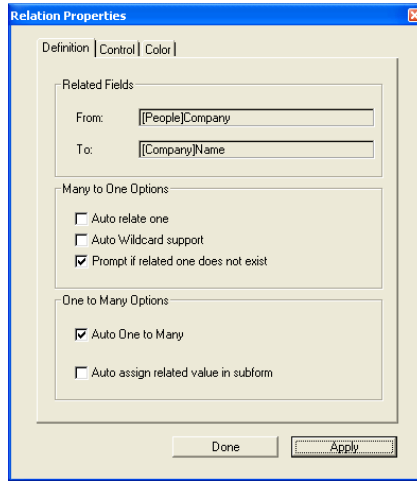 Relation Properties
Definition Control Color
Related Fields
From: [People]Company
To: [Company]Name
Many to One Options
Auto relate one
Auto Wildcard support
Prompt if related one does not exist
One to Many Options
Auto One to Many
Auto assign related value in subform
Done Apply